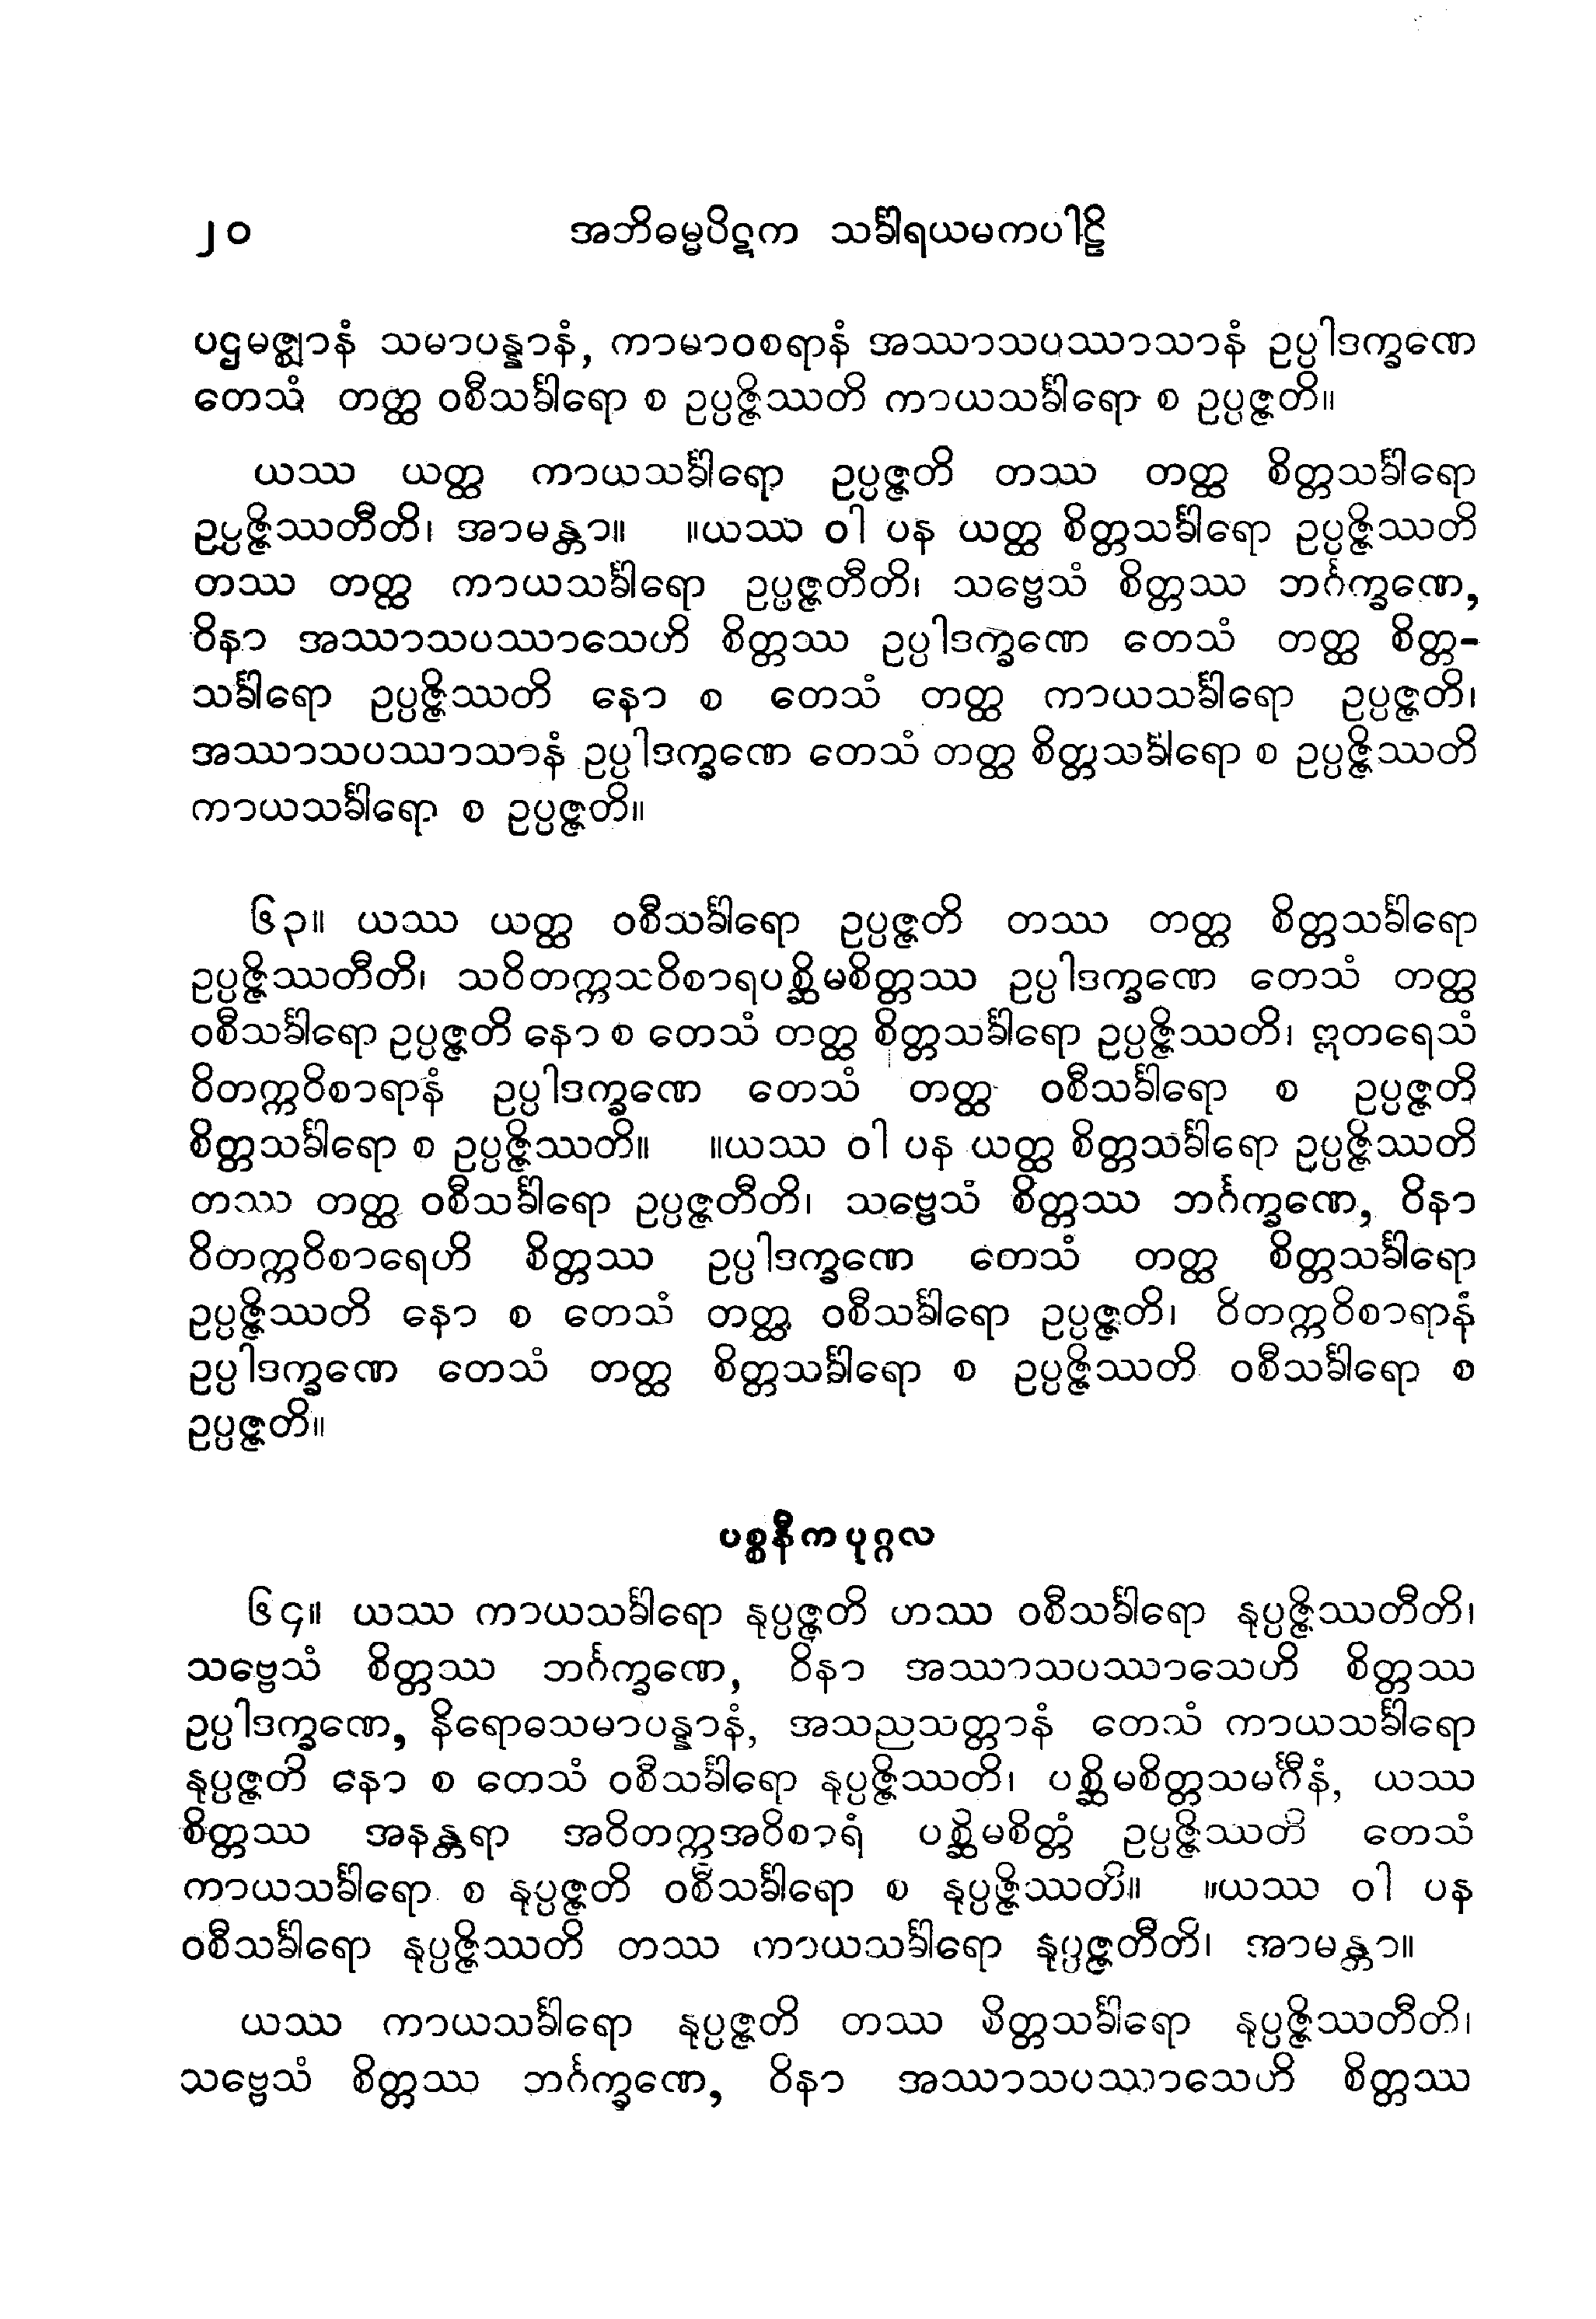 ၂၀ အဘိဓမ္မပိဋက သင်္ခါရယမကပါဠိ
ပဌမဇ္ဈာနံ သမာပန္နာနံ, ကာမာဝစရာနံ အဿာသပဿာသာနံ ဥပ္ပါဒက္ခဏေ
တေသံ တတ္ထ ဝစီသင်္ခါရော စ ဥပ္ပဇ္ဇိဿတိ ကာယသင်္ခါရော စ ဥပ္ပဇ္ဇတိ။
ယဿ ယတ္ထ ကာယသင်္ခါရော ဥပ္ပဇ္ဇတိ တဿ တတ္ထ စိတ္တသင်္ခါရော
ဥပ္ပဇ္ဇိဿတီတိ၊ အာမန္တာ။ ။ယဿ ဝါ ပန ယတ္ထ စိတ္တသင်္ခါရော ဥပ္ပဇ္ဇိဿတိ
တဿ တတ္ထ ကာယသင်္ခါရော ဥပ္ပဇ္ဇတီတိ၊ သဗ္ဗေသံ စိတ္တဿ ဘင်္ဂက္ခဏေ,
ဝိနာ အဿာသပဿာသေဟိ စိတ္တဿ ဥပ္ပါဒက္ခဏေ တေသံ တတ္ထ စိတ္တ-
သင်္ခါရော ဥပ္ပဇ္ဇိဿတိ နော စ တေသံ တတ္ထ ကာယသင်္ခါရော ဥပ္ပဇ္ဇတိ၊
အဿာသပဿာသာနံ ဥပ္ပါဒက္ခဏေ တေသံ တတ္ထ စိတ္တသင်္ခါရော စ ဥပ္ပဇ္ဇိဿတိ
ကာယသင်္ခါရော စ ဥပ္ပဇ္ဇတိ။
၆၃။ ယဿ ယတ္ထ ဝစီသင်္ခါရော ဥပ္ပဇ္ဇတိ တဿ တတ္ထ စိတ္တသင်္ခါရော
ဥပ္ပဇ္ဇိဿတီတိ၊ သဝိတက္ကသဝိစာရပစ္ဆိမစိတ္တဿ ဥပ္ပါဒက္ခဏေ တေသံ တတ္ထ
ဝစီသင်္ခါရော ဥပ္ပဇ္ဇတိ နော စ တေသံ တတ္ထ စိတ္တသင်္ခါရော ဥပ္ပဇ္ဇိဿတိ၊ ဣတရေသံ
ဝိတက္ကဝိစာရာနံ ဥပ္ပါဒက္ခဏေ တေသံ တတ္ထ ဝစီသင်္ခါရော စ ဥပ္ပဇ္ဇတိ
စိတ္တသင်္ခါရော စ ဥပ္ပဇ္ဇိဿတိ။ ။ယဿ ဝါ ပန ယတ္ထ စိတ္တသင်္ခါရော ဥပ္ပဇ္ဇိဿတိ
တဿ တတ္ထ ဝစီသင်္ခါရော ဥပ္ပဇ္ဇတီတိ၊ သဗ္ဗေသံ စိတ္တဿ ဘင်္ဂက္ခဏေ, ဝိနာ
ဝိတက္ကဝိစာရေဟိ စိတ္တဿ ဥပ္ပါဒက္ခဏေ တေသံ တတ္ထ စိတ္တသင်္ခါရော
ဥပ္ပဇ္ဇိဿတိ နော စ တေသံ တတ္ထ ဝစီသင်္ခါရော ဥပ္ပဇ္ဇတိ၊ ဝိတက္ကဝိစာရာနံ
ဥပ္ပါဒက္ခဏေ တေသံ တတ္ထ စိတ္တသင်္ခါရော စ ဥပ္ပဇ္ဇိဿတိ ဝစီသင်္ခါရော စ
ဥပ္ပဇ္ဇတိ။
ပစ္စနီကပုဂ္ဂလ
၆၄။ ယဿ ကာယသင်္ခါရော နုပ္ပဇ္ဇတိ ဟဿ ဝစီသင်္ခါရော နုပ္ပဇ္ဇိဿတီတိ၊
သဗ္ဗေသံ စိတ္တဿ ဘင်္ဂက္ခဏေ, ဝိနာ အဿာသပဿာသေဟိ စိတ္တဿ
ဥပ္ပါဒက္ခဏေ, နိရောဓသမာပန္နာနံ, အသညသတ္တာနံ တေသံ ကာယသင်္ခါရော
နုပ္ပဇ္ဇတိ နော စ တေသံ ဝစီသင်္ခါရော နုပ္ပဇ္ဇိဿတိ၊ ပစ္ဆိမစိတ္တသမင်္ဂီနံ, ယဿ
စိတ္တဿ အနန္တရာ အဝိတက္ကအဝိစာရံ ပစ္ဆိမစိတ္တံ ဥပ္ပဇ္ဇိဿတိ တေသံ
ကာယသင်္ခါရော စ နုပ္ပဇ္ဇတိ ဝစီသင်္ခါရော စ နုပ္ပဇ္ဇိဿတိ။ ။ယဿ ဝါ ပန
ဝစီသင်္ခါရော နုပ္ပဇ္ဇိဿတိ တဿ ကာယသင်္ခါရော နုပ္ပဇ္ဇတီတိ၊ အာမန္တာ။
ယဿ ကာယသင်္ခါရော နုပ္ပဇ္ဇတိ တဿ စိတ္တသင်္ခါရော နုပ္ပဇ္ဇိဿတီတိ၊
သဗ္ဗေသံ စိတ္တဿ ဘင်္ဂက္ခဏေ, ဝိနာ အဿာသပဿာသေဟိ စိတ္တဿ